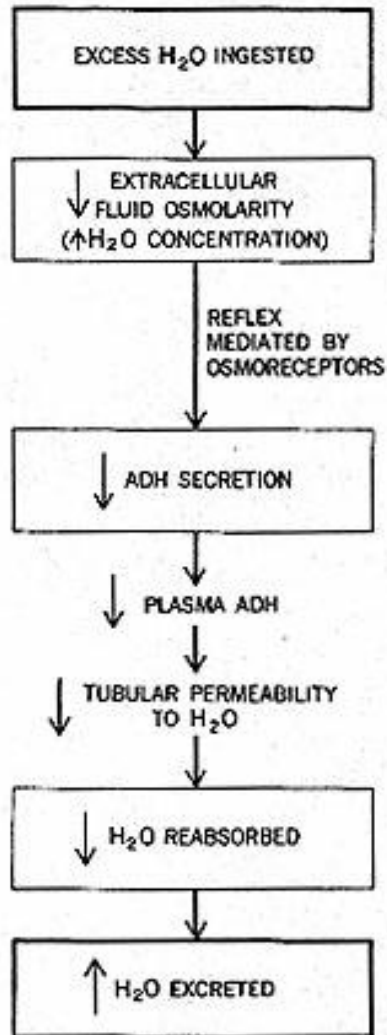 EXCESS H₂O INGESTED
↓ EXTRACELLULAR
FLUID OSMOLARITY
(↑H₂O CONCENTRATION)
REFLEX
MEDIATED BY
OSMORECEPTORS
↓ ADH SECRETION
↓ PLASMA ADH
↓ TUBULAR PERMEABILITY
TO H₂O
↓ H₂O REABSORBED
↑ H₂O EXCRETED